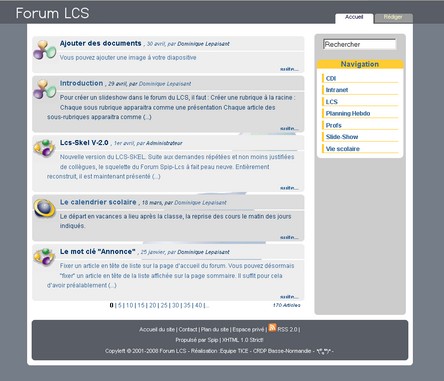 Forum LCS
Accueil
Rédiger
Ajouter des documents , 30 avril, par Dominique Lepaisant
Vous pouvez ajouter une image à votre diapositive
suite...
Introduction , 29 avril, par Dominique Lepaisant
Pour créer un slideshow dans le forum du LCS, il faut : Créer une rubrique à la racine :
Chaque sous rubrique apparaitra comme une présentation Chaque article des
sous-rubriques apparaitra comme (...)
suite...
Lcs-Skel V-2.0 , 1er avril, par Administrateur
Nouvelle version du LCS-SKEL. Suite aux demandes répétées et non moins justifiées
de collègues, le squelette du Forum Spip-Lcs à fait peau neuve. Entièrement
reconstruit, il est maintenant présenté (...)
suite...
Le calendrier scolaire , 18 mars, par Dominique Lepaisant
Le départ en vacances a lieu après la classe, la reprise des cours le matin des jours
indiqués.
suite...
Le mot clé "Annonce" , 25 janvier, par Dominique Lepaisant
Fixer un article en tête de liste sur la page d'accueil du forum. Vous pouvez désormais
"fixer" un article en tête de la liste affichée sur la page sommaire. Il suffit pour cela
d'avoir préalablement (...)
suite...
0 | 5 | 10 | 15 | 20 | 25 | 30 | 35 | 40 |...
170 Articles
Rechercher
Navigation
CDI
Intranet
LCS
Planning Hebdo
Profs
Slide-Show
Vie scolaire
Accueil du site | Contact | Plan du site | Espace privé | RSS 2.0 |
Propulsé par Spip | XHTML 1.0 Strict!
Copyleft © 2001-2008 Forum LCS - Réalisation: Equipe TICE - CRDP Basse-Normandie -